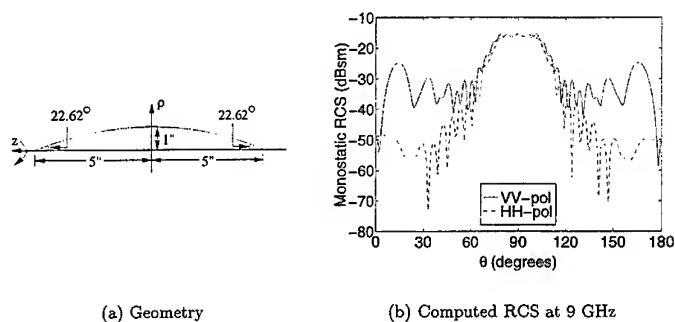 ρ
22.62°
22.62°
z
1"
5"
5"
Monostatic RCS (dBsm)
-10
-20
-30
-40
-50
-60
-70
-80
VV-pol
HH-pol
0
30
60
90
120
150
180
θ (degrees)
(a) Geometry
(b) Computed RCS at 9 GHz